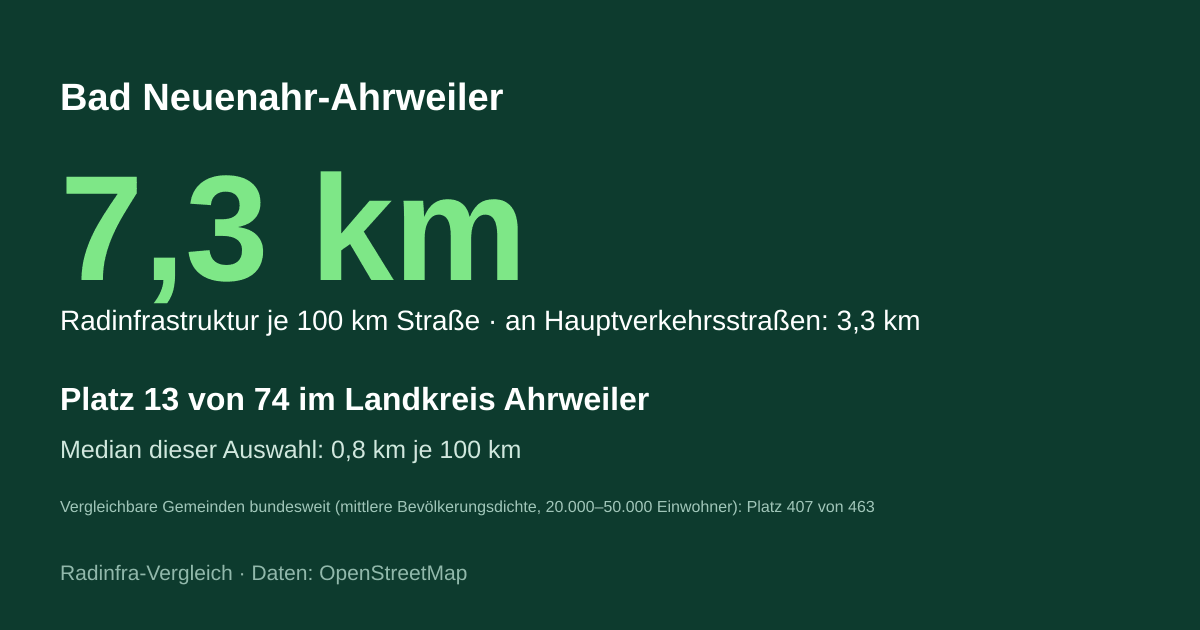 Bad Neuenahr-Ahrweiler
7,3 km
Radinfrastruktur je 100 km Straße · an Hauptverkehrsstraßen: 3,3 km
Platz 13 von 74 im Landkreis Ahrweiler
Median dieser Auswahl: 0,8 km je 100 km
Vergleichbare Gemeinden bundesweit (mittlere Bevölkerungsdichte, 20.000–50.000 Einwohner): Platz 407 von 463
Radinfra-Vergleich · Daten: OpenStreetMap